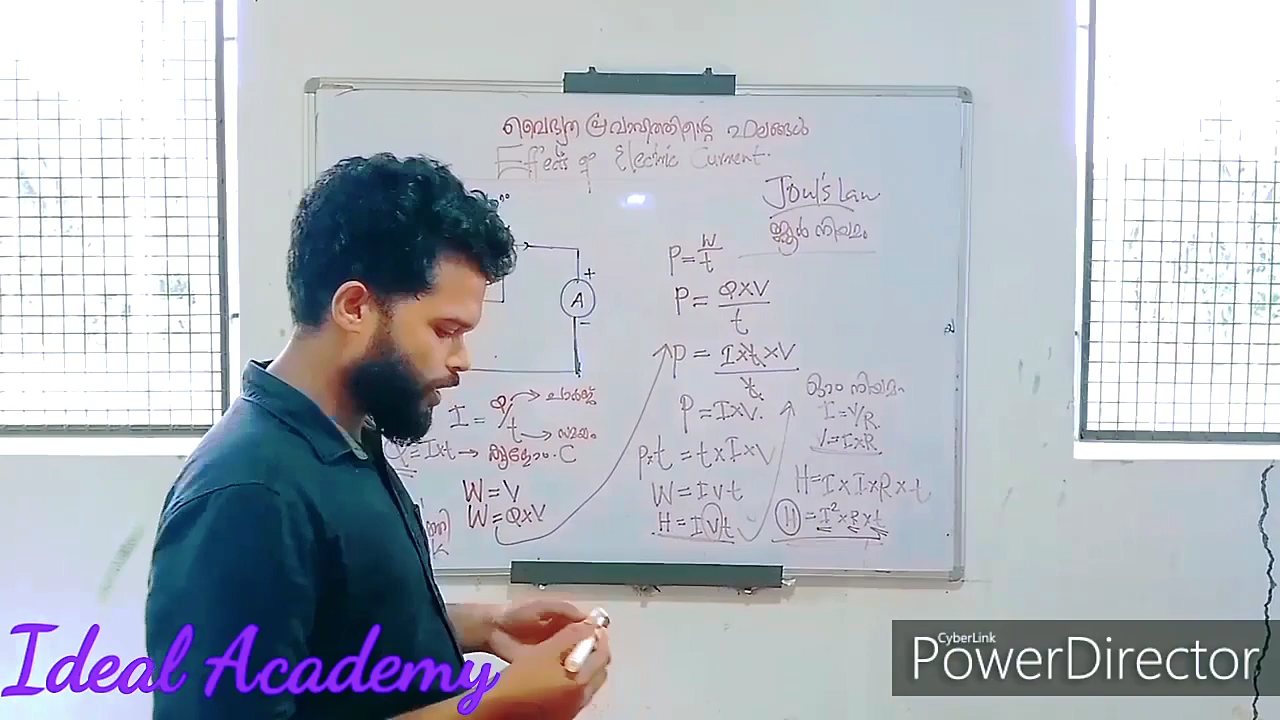 വൈദ്യുത പ്രവാഹത്തിന്റെ ഫലങ്ങൾ
Effects of Electric Current.
Joul's Law
ജൂൾ നിയമം
+
A
-
I = Q/t
ചാർജ്ജ്
സമയം
Q=I×t → കൂളോം.C
W = V
W = Q×V
P = W/t
P = Q×V/t
P = I×t×V/t
P = I×V.
P×t = t×I×V
W = IVt
H = IVt
ഓം നിയമം
I = V/R
V = I×R
H=I×I×R×t
H = I²×R×t
Ideal Academy
CyberLink
PowerDirector